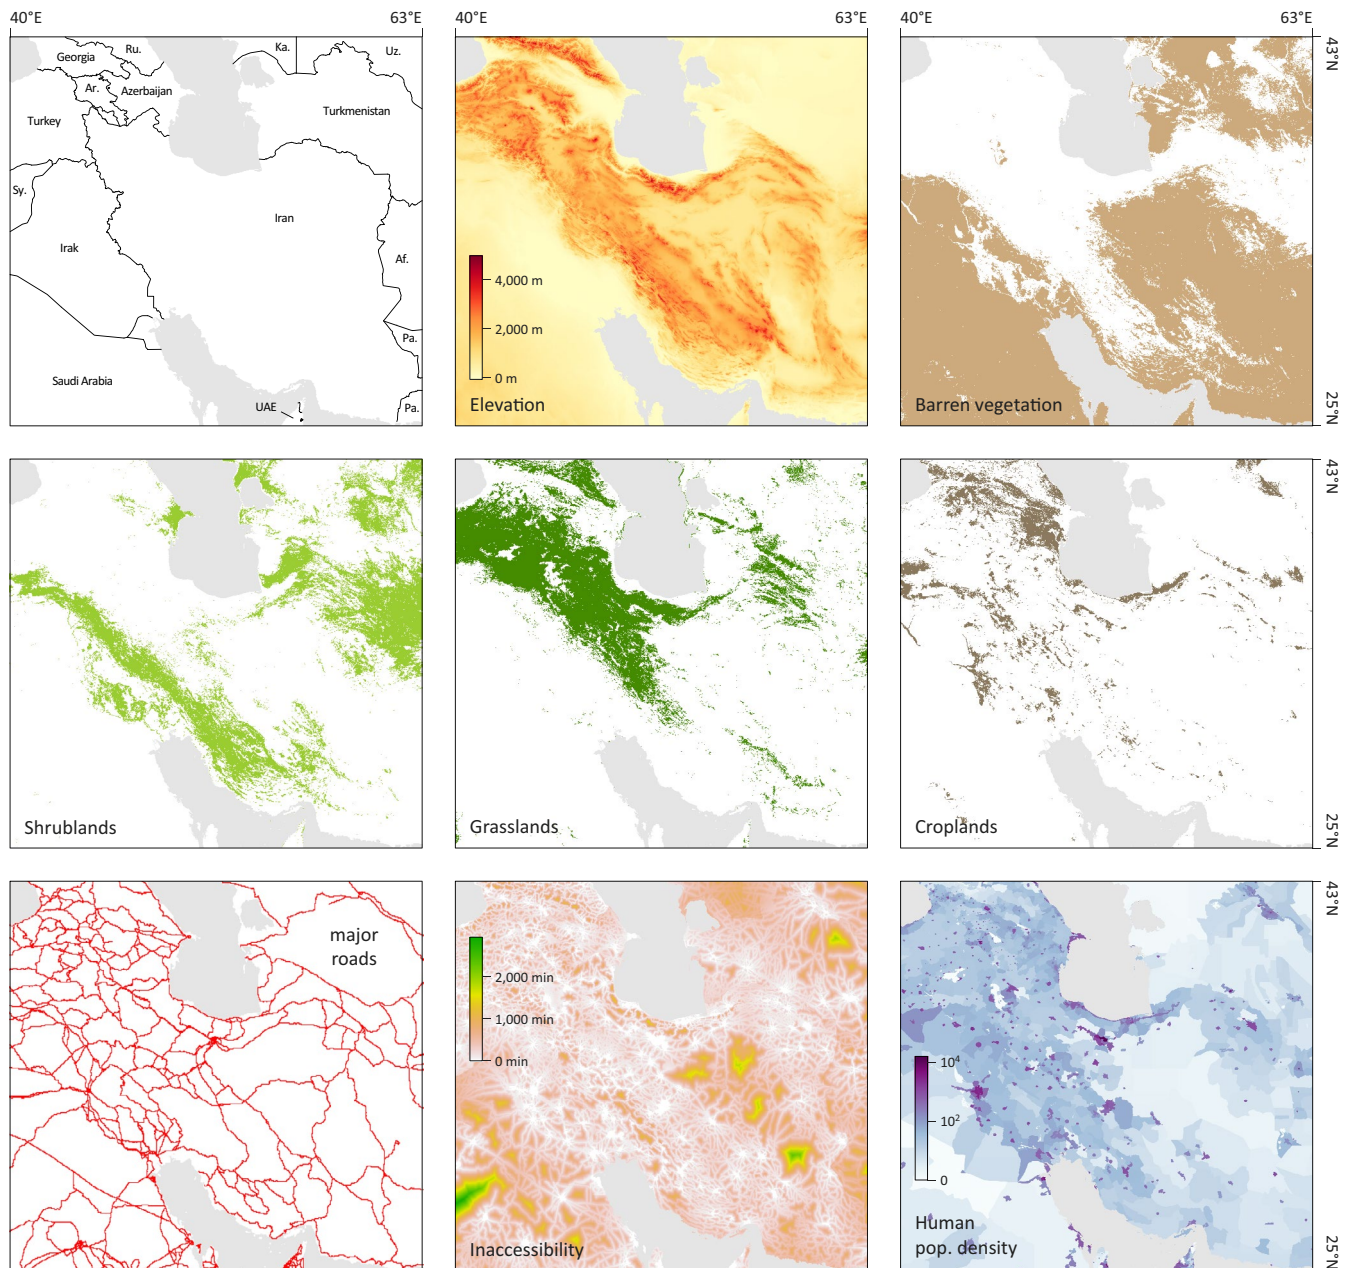 40°E 63°E 40°E 63°E 40°E 63°E
Georgia Ru. Ka. Uz.
Ar. Azerbaijan
Turkey Turkmenistan
Sy. Irak Iran Af.
Pa.
Saudi Arabia UAE Pa.
4,000 m
2,000 m
0 m
Elevation
Barren vegetation
43°N
25°N
Shrublands
Grasslands
Croplands
43°N
25°N
major
roads
2,000 min
1,000 min
0 min
Inaccessibility
10⁴
10²
0
Human
pop. density
43°N
25°N